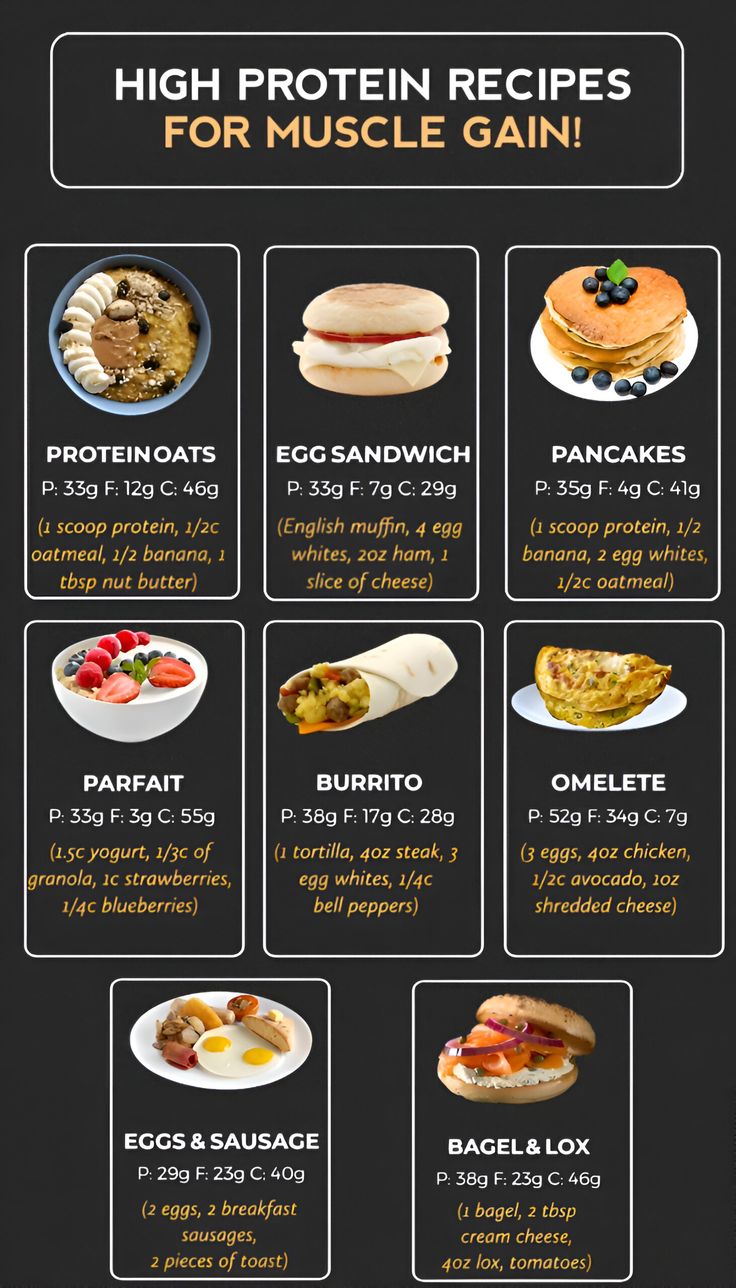 HIGH PROTEIN RECIPES
FOR MUSCLE GAIN!
PROTEIN OATS
P: 33g F: 12g C: 46g
(1 scoop protein, 1/2c
oatmeal, 1/2 banana, 1
tbsp nut butter)
EGG SANDWICH
P: 33g F: 7g C: 29g
(English muffin, 4 egg
whites, 2oz ham, 1
slice of cheese)
PANCAKES
P: 35g F: 4g C: 41g
(1 scoop protein, 1/2
banana, 2 egg whites,
1/2c oatmeal)
PARFAIT
P: 33g F: 3g C: 55g
(1.5c yogurt, 1/3c of
granola, 1c strawberries,
1/4c blueberries)
BURRITO
P: 38g F: 17g C: 28g
(1 tortilla, 4oz steak, 3
egg whites, 1/4c
bell peppers)
OMELETE
P: 52g F: 34g C: 7g
(3 eggs, 4oz chicken,
1/2c avocado, 1oz
shredded cheese)
EGGS & SAUSAGE
P: 29g F: 23g C: 40g
(2 eggs, 2 breakfast
sausages,
2 pieces of toast)
BAGEL & LOX
P: 38g F: 23g C: 46g
(1 bagel, 2 tbsp
cream cheese,
4oz lox, tomatoes)